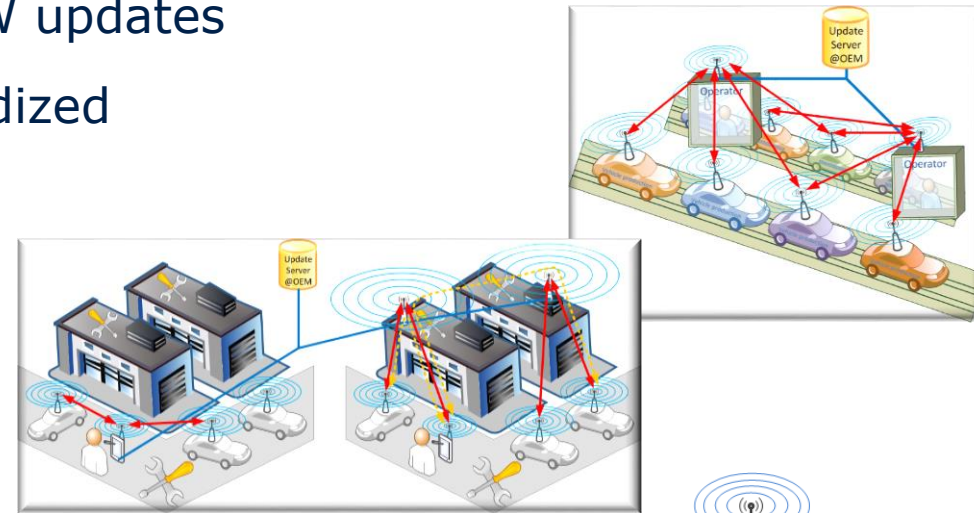 W updates
dized
Update
Server
@OEM
Operator
Operator
Update
Server
@OEM